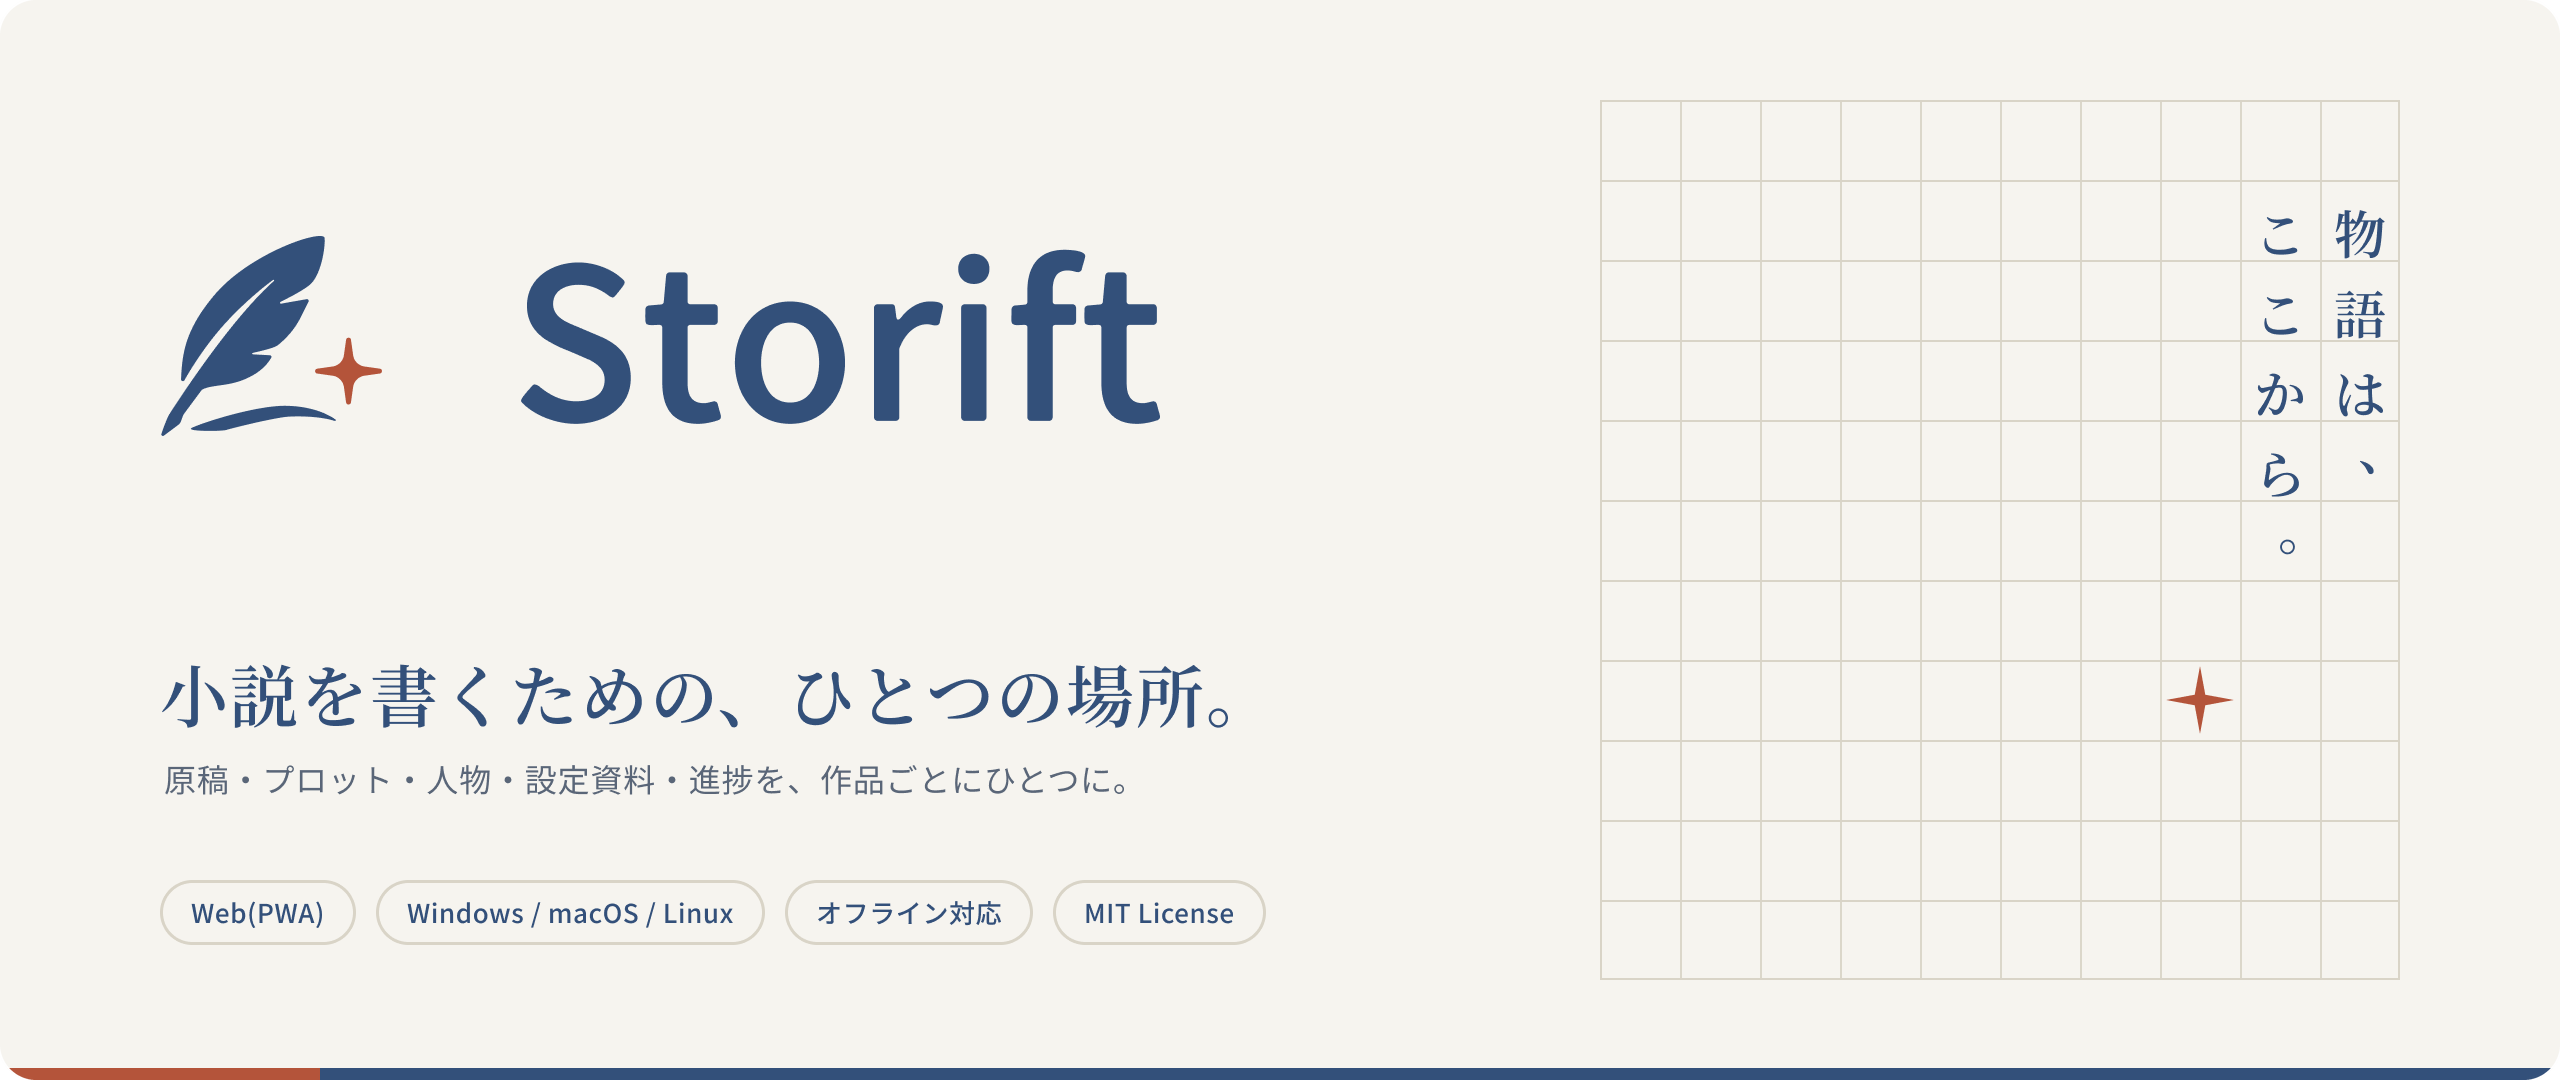 Storift
小説を書くための、ひとつの場所。
原稿・プロット・人物・設定資料・進捗を、作品ごとにひとつに。
Web(PWA)
Windows / macOS / Linux
オフライン対応
MIT License
物語は、
ここから。